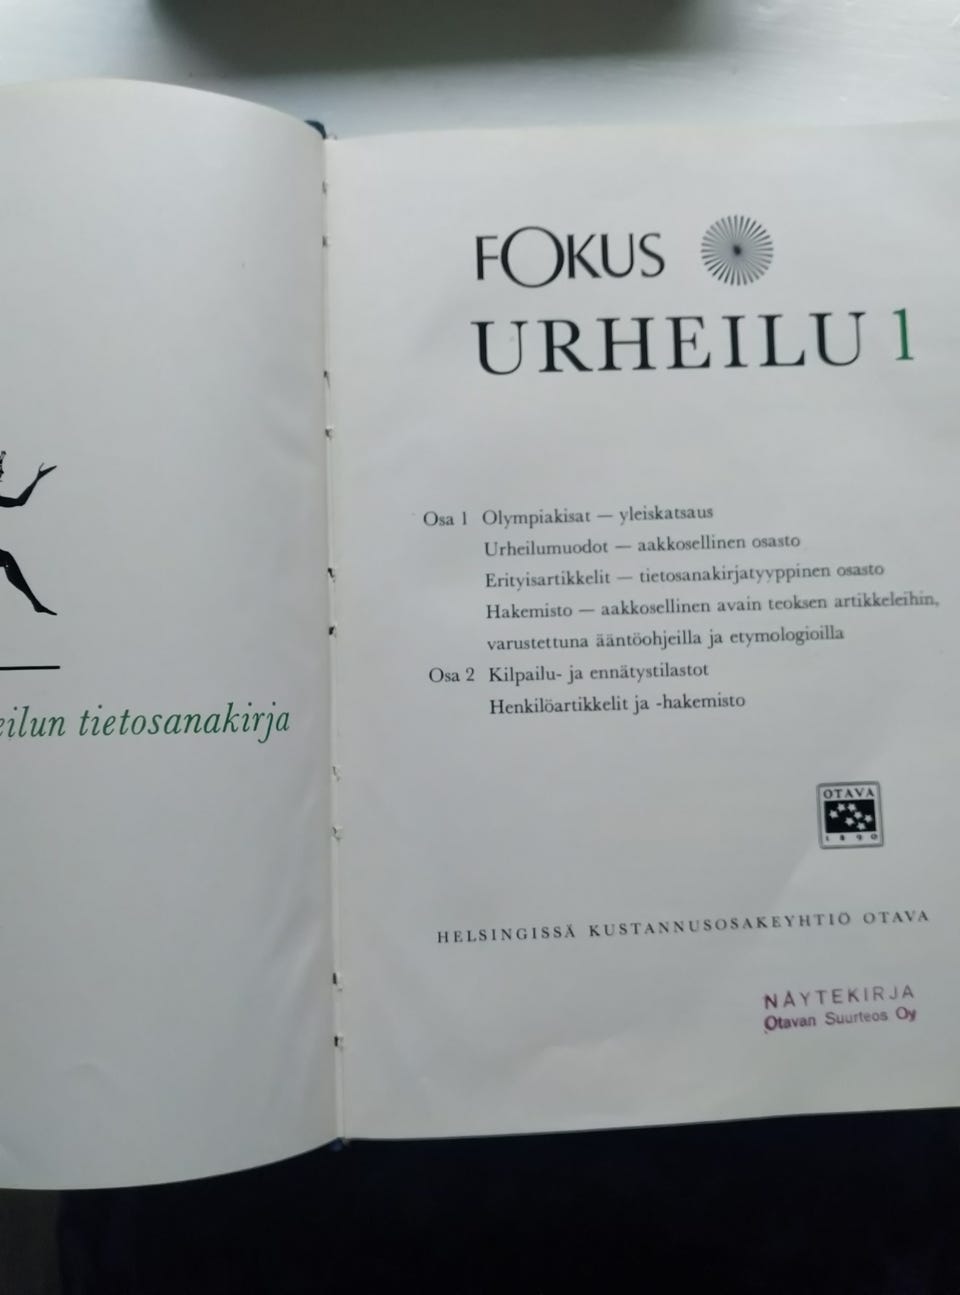 tietosanakirja
FOKUS
URHEILU 1
Osa 1 Olympiakisat — yleiskatsaus
Urheilumuodot — aakkosellinen osasto
Erityisartikkelit — tietosanakirjatyyppinen osasto
Hakemisto — aakkosellinen avain teoksen artikkeleihin,
varustettuna ääntöohjeilla ja etymologioilla
Osa 2 Kilpailu- ja ennätystilastot
Henkilöartikkelit ja -hakemisto
OTAVA
1890
HELSINGISSÄ KUSTANNUSOSAKEYHTIÖ OTAVA
NÄYTEKIRJA
Otavan Suurteos Oy